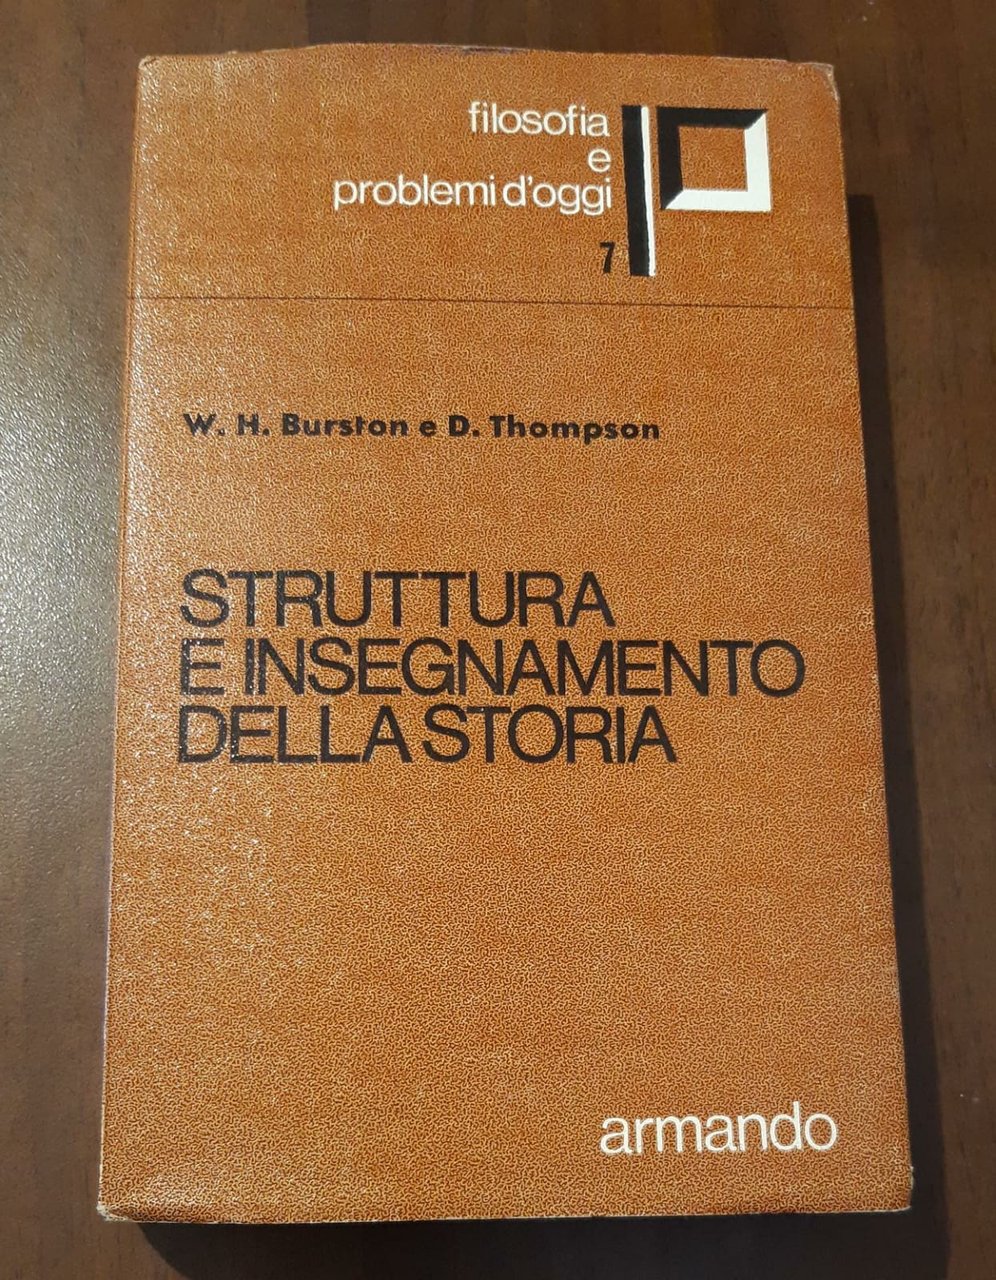 filosofia
e
problemi d'oggi
7
W. H. Burston e D. Thompson
STRUTTURA
E INSEGNAMENTO
DELLA STORIA
armando